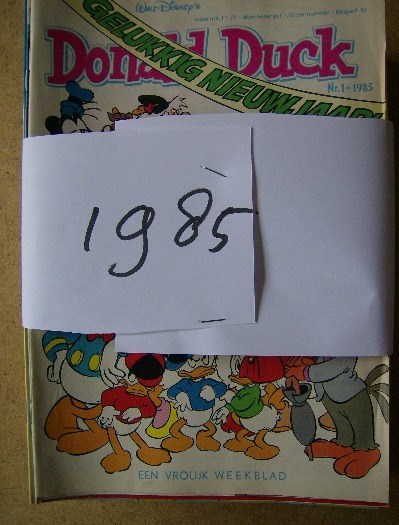 Walt Disney's
Donald Duck
GELUKKIG NIEUWJAAR!
Nr. 1 - 1985
1985
EEN VROLIJK WEEKBLAD